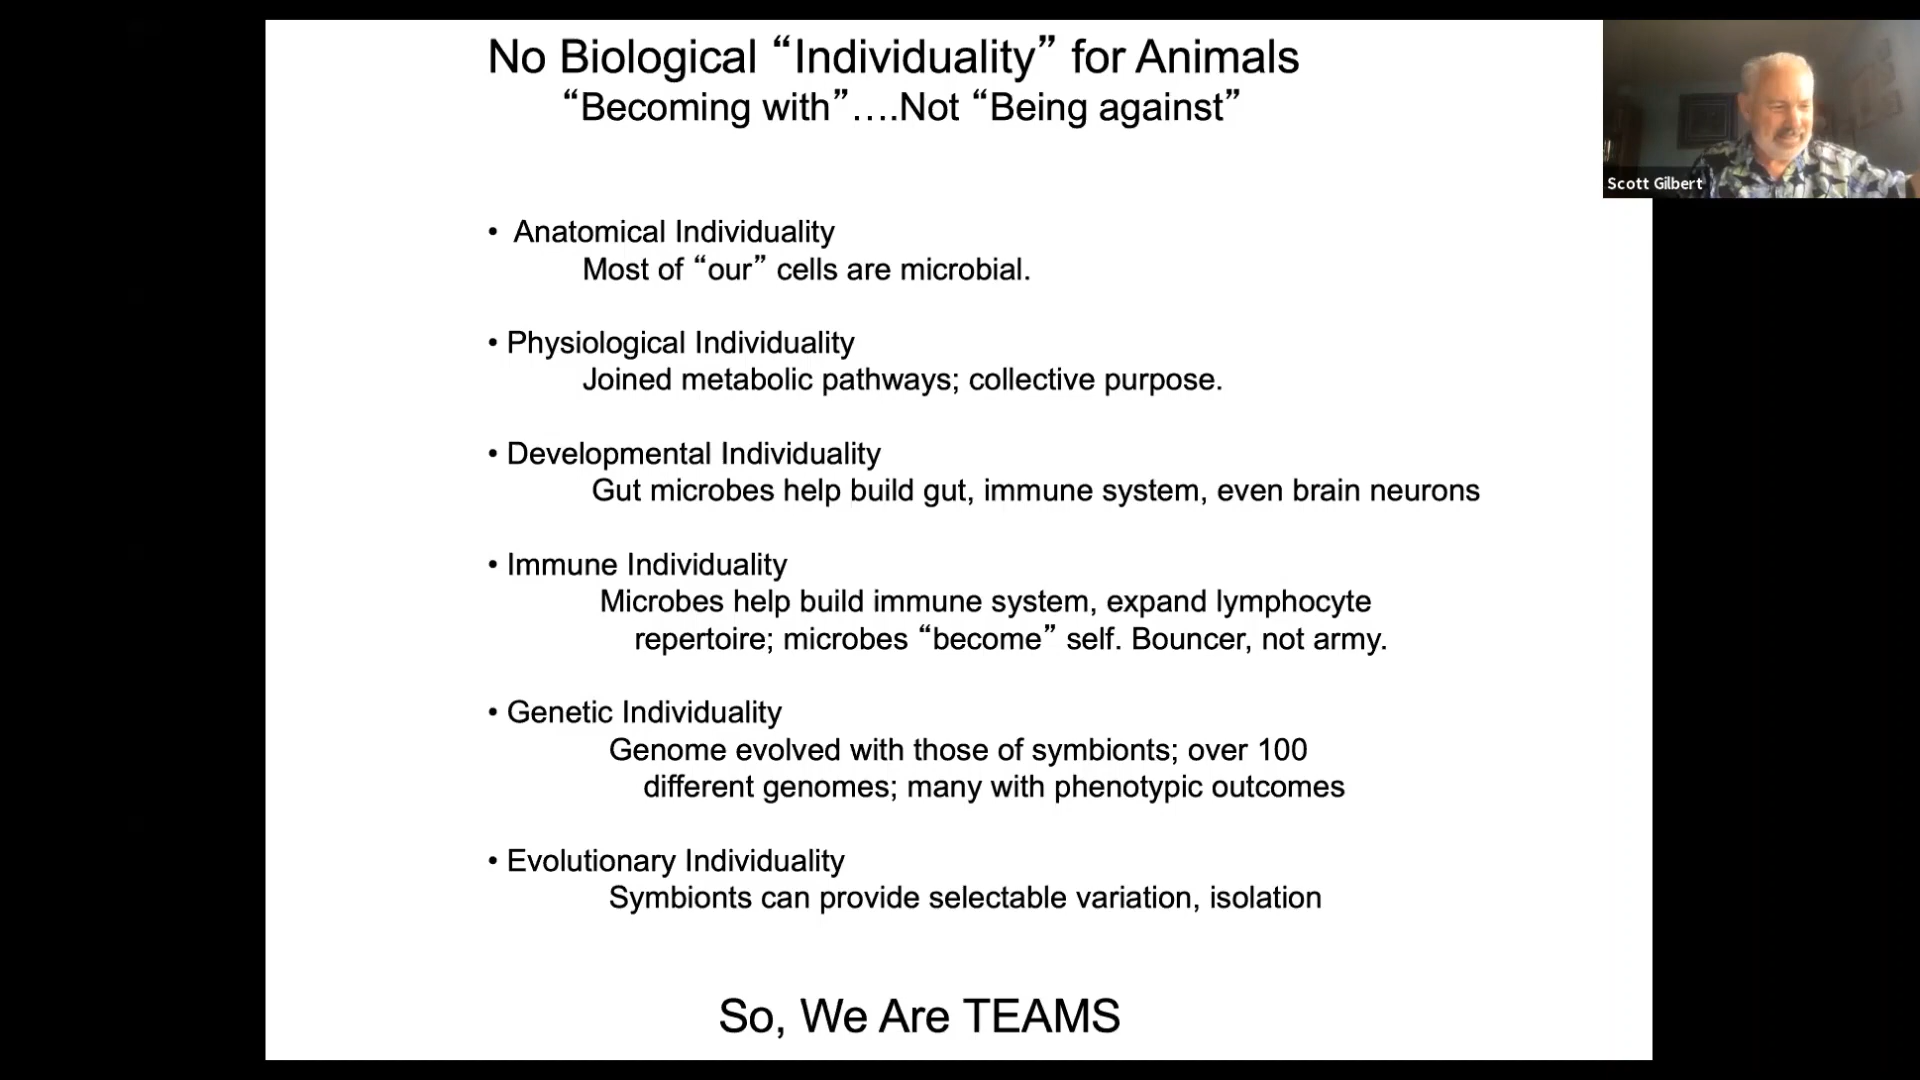 No Biological “Individuality” for Animals
“Becoming with”….Not “Being against”
Scott Gilbert
• Anatomical Individuality
Most of “our” cells are microbial.
• Physiological Individuality
Joined metabolic pathways; collective purpose.
• Developmental Individuality
Gut microbes help build gut, immune system, even brain neurons
• Immune Individuality
Microbes help build immune system, expand lymphocyte
repertoire; microbes “become” self. Bouncer, not army.
• Genetic Individuality
Genome evolved with those of symbionts; over 100
different genomes; many with phenotypic outcomes
• Evolutionary Individuality
Symbionts can provide selectable variation, isolation
So, We Are TEAMS